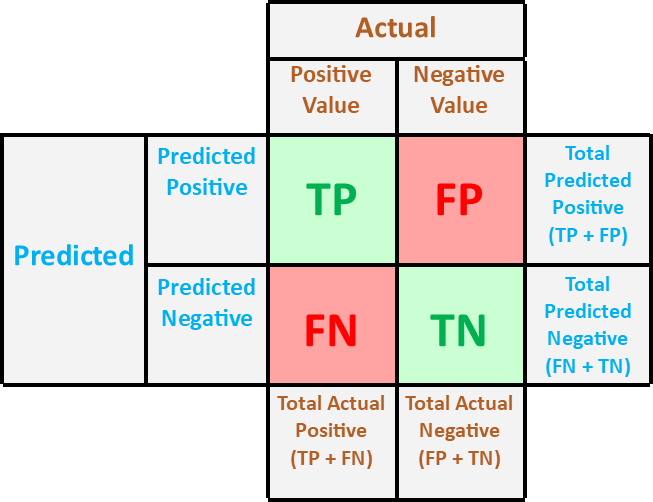 Actual
Positive
Value
Negative
Value
Predicted
Predicted
Positive
TP
FP
Total
Predicted
Positive
(TP + FP)
Predicted
Negative
FN
TN
Total
Predicted
Negative
(FN + TN)
Total Actual
Positive
(TP + FN)
Total Actual
Negative
(FP + TN)